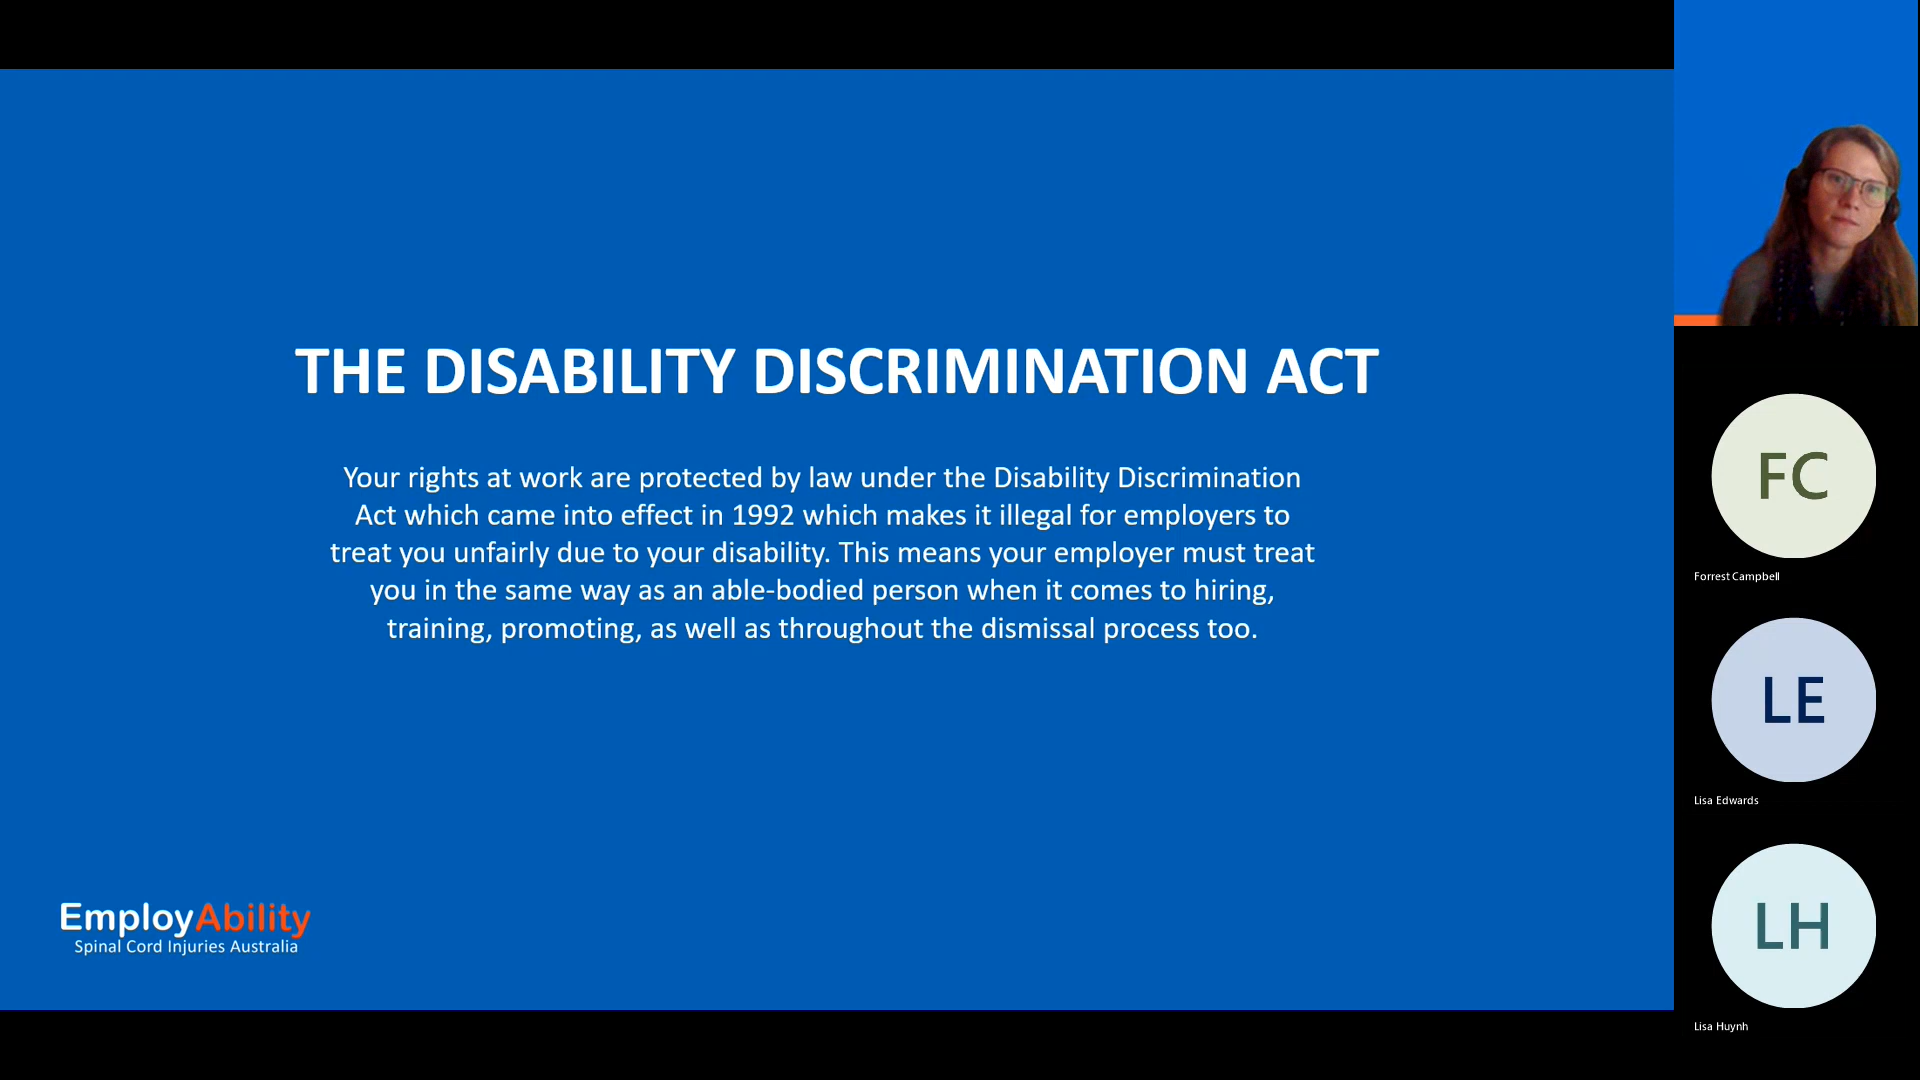 THE DISABILITY DISCRIMINATION ACT
Your rights at work are protected by law under the Disability Discrimination
Act which came into effect in 1992 which makes it illegal for employers to
treat you unfairly due to your disability. This means your employer must treat
you in the same way as an able-bodied person when it comes to hiring,
training, promoting, as well as throughout the dismissal process too.
EmployAbility
Spinal Cord Injuries Australia
FC
Forrest Campbell
LE
Lisa Edwards
LH
Lisa Huynh